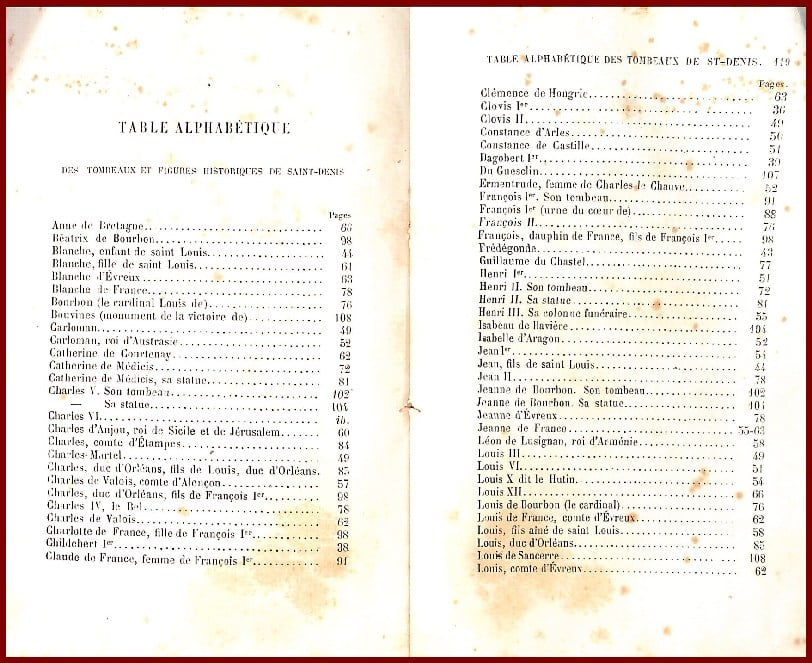 TABLE ALPHABÉTIQUE
DES TOMBEAUX ET FIGURES HISTORIQUES DE SAINT-DENIS
Pages
Anne de Bretagne 66
Béatrix de Bourbon 98
Blanche, enfant de saint Louis 44
Blanche, fille de saint Louis 61
Blanche d'Évreux 63
Blanche de France 78
Bourbon (le cardinal Louis de) 76
Bouvines (monument de la victoire de) 108
Carloman 49
Carloman, roi d'Austrasie 52
Catherine de Courtenay 62
Catherine de Médicis 72
Catherine de Médicis, sa statue 81
Charles V. Son tombeau 102
— Sa statue 104
Charles VI ib.
Charles d'Anjou, roi de Sicile et de Jérusalem 60
Charles, comte d'Étampes 84
Charles-Martel 49
Charles, duc d'Orléans, fils de Louis, duc d'Orléans. 85
Charles de Valois, comte d'Alençon 57
Charles, duc d'Orléans, fils de François Ier 98
Charles IV, le Bel 78
Charles de Valois 62
Charlotte de France, fille de François Ier 98
Childebert Ier 38
Claude de France, femme de François Ier 91
TABLE ALPHABÉTIQUE DES TOMBEAUX DE ST-DENIS. 119
Pages.
Clémence de Hongrie 63
Clovis Ier 36
Clovis II 49
Constance d'Arles 50
Constance de Castille 51
Dagobert Ier 39
Du Guesclin 107
Ermentrude, femme de Charles le Chauve 52
François Ier. Son tombeau 91
François Ier (urne du cœur de) 88
François II 76
François, dauphin de France, fils de François Ier 98
Frédégonde 43
Guillaume du Chastel 77
Henri Ier 51
Henri II. Son tombeau 72
Henri II. Sa statue 81
Henri III. Sa colonne funéraire 55
Isabeau de Bavière 104
Isabelle d'Aragon 52
Jean Ier 54
Jean, fils de saint Louis 44
Jean II 78
Jeanne de Bourbon. Son tombeau 102
Jeanne de Bourbon. Sa statue 104
Jeanne d'Évreux 78
Jeanne de France 55-63
Léon de Lusignan, roi d'Arménie 58
Louis III 49
Louis VI 51
Louis X dit le Hutin 54
Louis XII 66
Louis de Bourbon (le cardinal) 76
Louis de France, comte d'Évreux 62
Louis, fils aîné de saint Louis 58
Louis, duc d'Orléans 85
Louis de Sancerre 108
Louis, comte d'Évreux 62